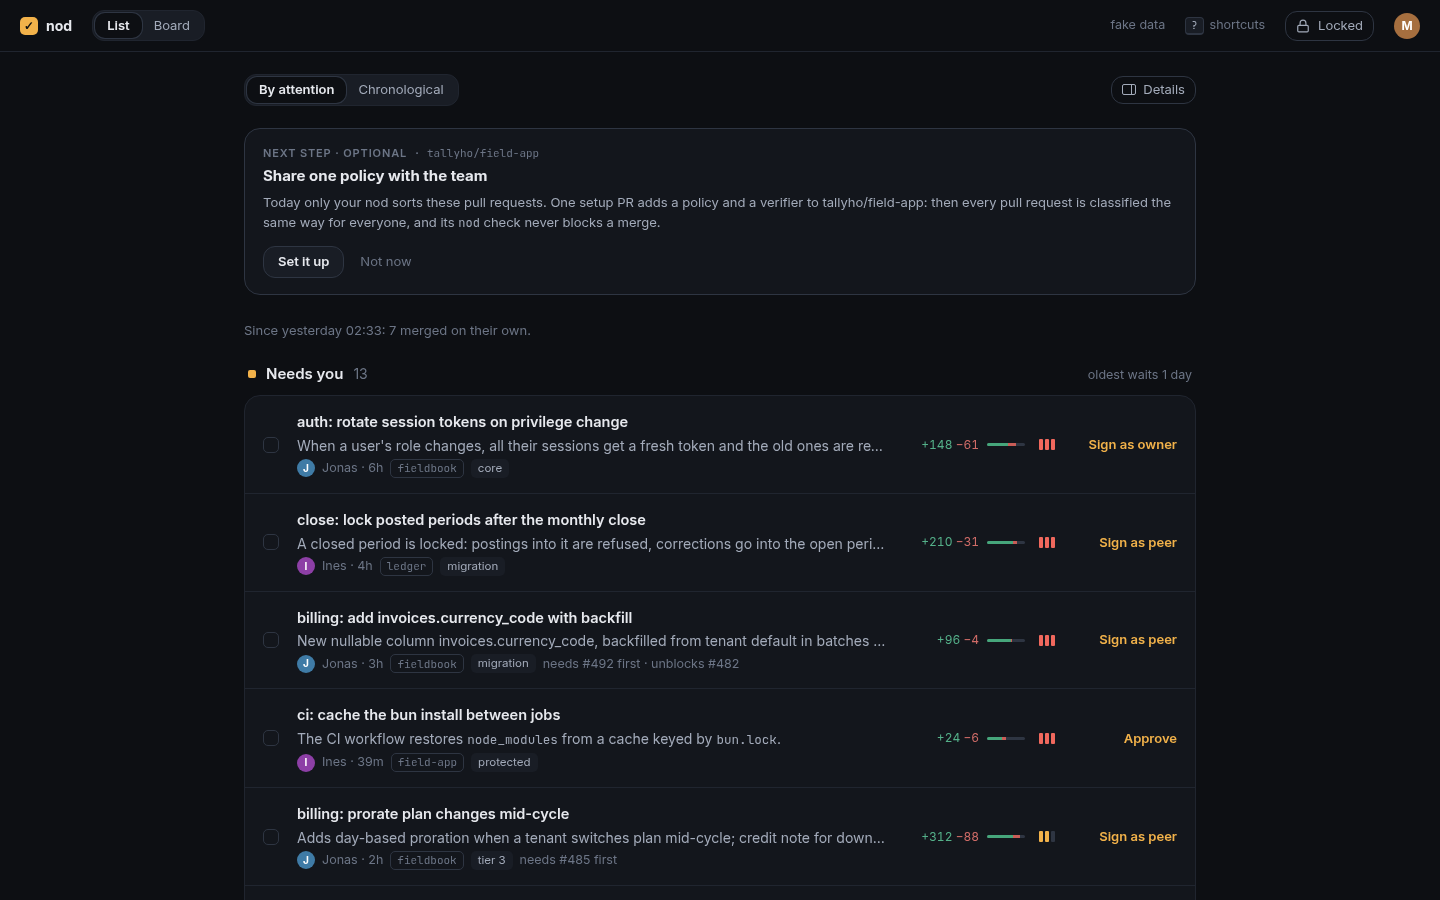 ✓ nod List Board fake data ? shortcuts Locked M
By attention Chronological Details
NEXT STEP · OPTIONAL · tallyho/field-app
Share one policy with the team
Today only your nod sorts these pull requests. One setup PR adds a policy and a verifier to tallyho/field-app: then every pull request is classified the
same way for everyone, and its nod check never blocks a merge.
Set it up Not now
Since yesterday 02:33: 7 merged on their own.
Needs you 13 oldest waits 1 day
auth: rotate session tokens on privilege change
When a user's role changes, all their sessions get a fresh token and the old ones are re... +148 −61 Sign as owner
J Jonas · 6h fieldbook core
close: lock posted periods after the monthly close
A closed period is locked: postings into it are refused, corrections go into the open peri... +210 −31 Sign as peer
I Ines · 4h ledger migration
billing: add invoices.currency_code with backfill
New nullable column invoices.currency_code, backfilled from tenant default in batches ... +96 −4 Sign as peer
J Jonas · 3h fieldbook migration needs #492 first · unblocks #482
ci: cache the bun install between jobs
The CI workflow restores node_modules from a cache keyed by bun.lock. +24 −6 Approve
I Ines · 39m field-app protected
billing: prorate plan changes mid-cycle
Adds day-based proration when a tenant switches plan mid-cycle; credit note for down... +312 −88 Sign as peer
J Jonas · 2h fieldbook tier 3 needs #485 first